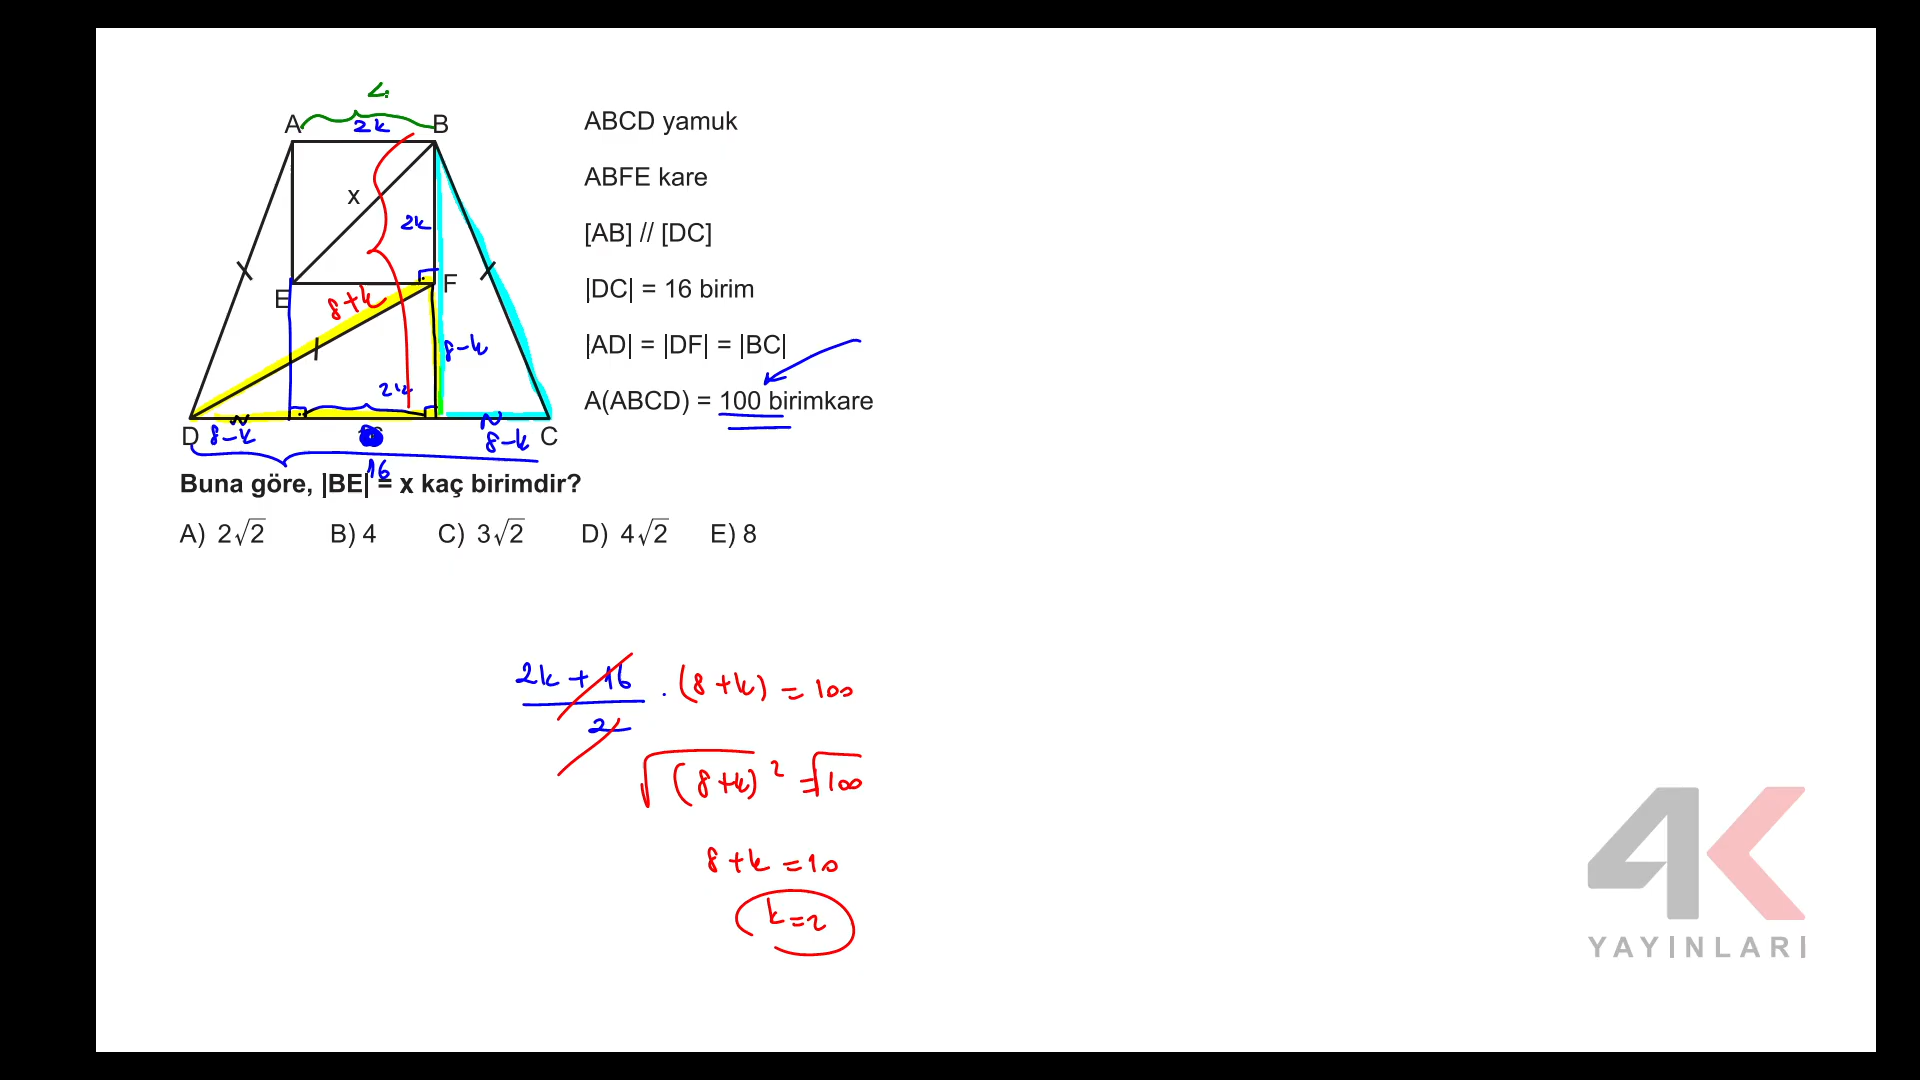 4
A 2k B
x
2k
E F
8+k
8-k
2k
D 8-k 8-k C
16
ABCD yamuk
ABFE kare
[AB] // [DC]
|DC| = 16 birim
|AD| = |DF| = |BC|
A(ABCD) = 100 birimkare
Buna göre, |BE| = x kaç birimdir?
A) 2√2 B) 4 C) 3√2 D) 4√2 E) 8
2k + 16 / 2 . (8+k) = 100
√(8+k)² = √100
8+k = 10
k=2
4K
YAYINLARI